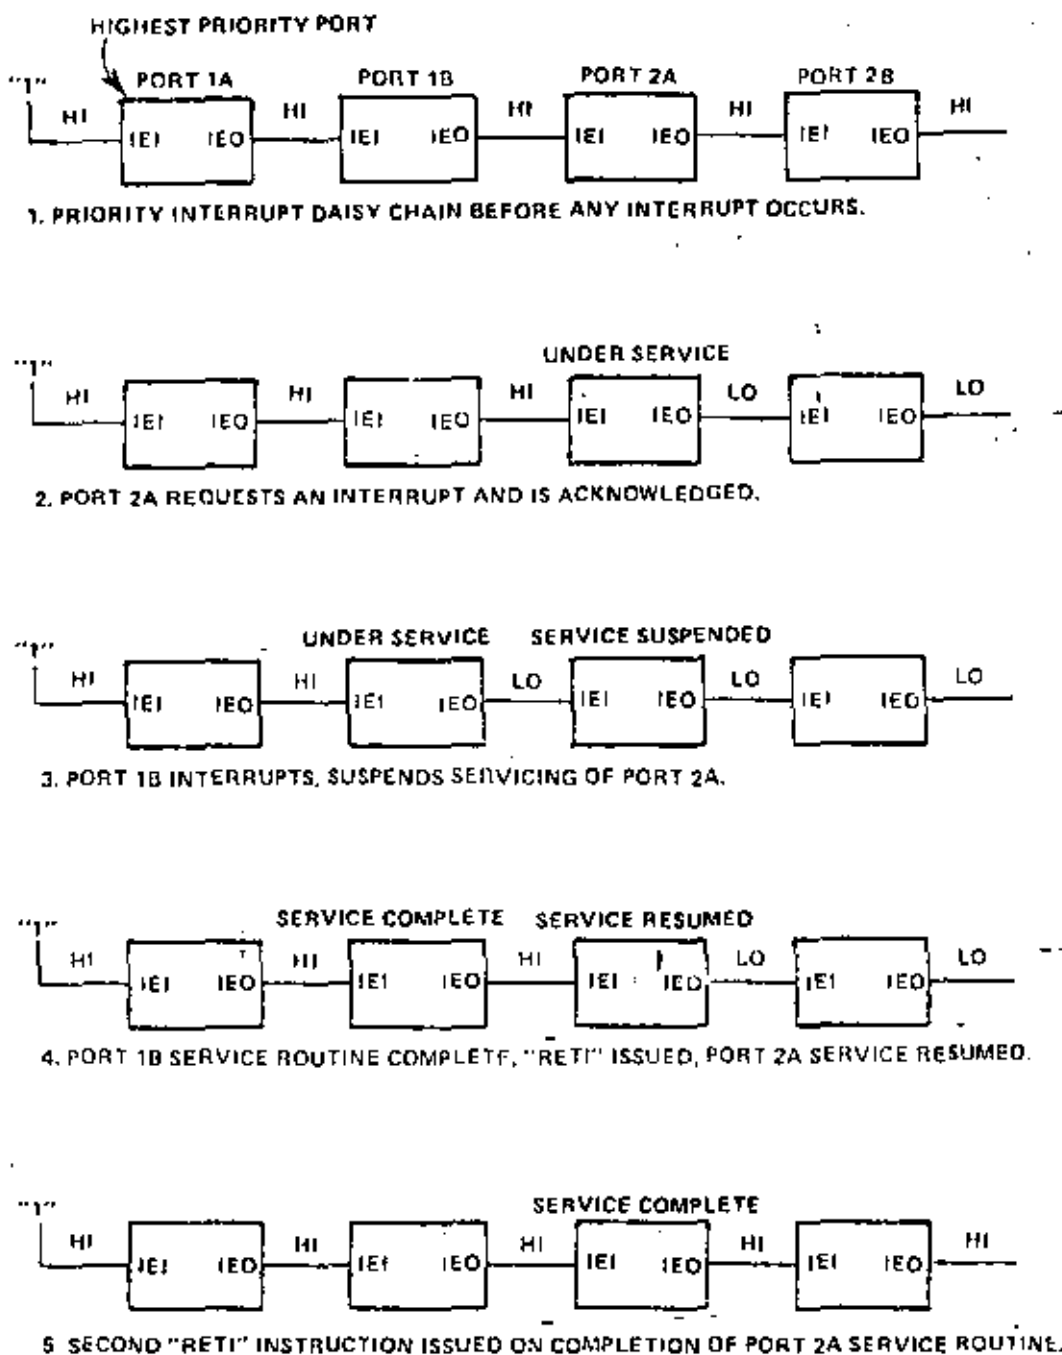 HIGHEST PRIORITY PORT
"1" PORT 1A PORT 1B PORT 2A PORT 2B
HI HI HI HI HI
IEI IEO IEI IEO IEI IEO IEI IEO
1. PRIORITY INTERRUPT DAISY CHAIN BEFORE ANY INTERRUPT OCCURS.
UNDER SERVICE
"1" HI HI HI LO LO
IEI IEO IEI IEO IEI IEO IEI IEO
2. PORT 2A REQUESTS AN INTERRUPT AND IS ACKNOWLEDGED.
UNDER SERVICE SERVICE SUSPENDED
"1" HI HI LO LO LO
IEI IEO IEI IEO IEI IEO IEI IEO
3. PORT 1B INTERRUPTS, SUSPENDS SERVICING OF PORT 2A.
SERVICE COMPLETE SERVICE RESUMED
"1" HI HI HI LO LO
IEI IEO IEI IEO IEI IEO IEI IEO
4. PORT 1B SERVICE ROUTINE COMPLETE, "RETI" ISSUED, PORT 2A SERVICE RESUMED.
SERVICE COMPLETE
"1" HI HI HI HI HI
IEI IEO IEI IEO IEI IEO IEI IEO
5 SECOND "RETI" INSTRUCTION ISSUED ON COMPLETION OF PORT 2A SERVICE ROUTINE.